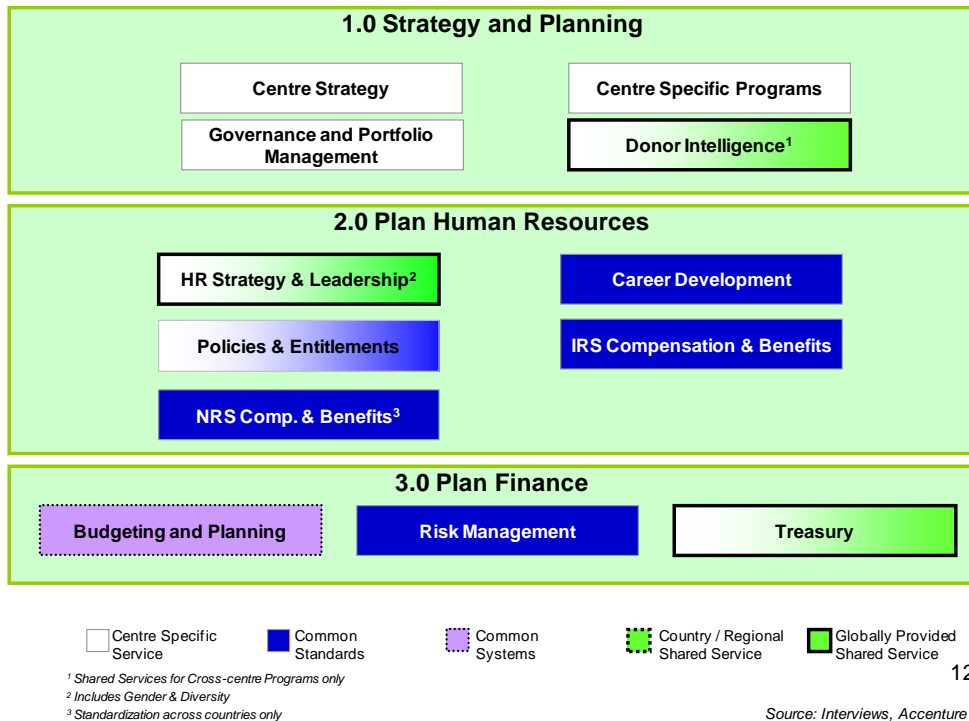 1.0 Strategy and Planning
Centre Strategy
Centre Specific Programs
Governance and Portfolio
Management
Donor Intelligence¹
2.0 Plan Human Resources
HR Strategy & Leadership²
Career Development
Policies & Entitlements
IRS Compensation & Benefits
NRS Comp. & Benefits³
3.0 Plan Finance
Budgeting and Planning
Risk Management
Treasury
Centre Specific
Service
Common
Standards
Common
Systems
Country / Regional
Shared Service
Globally Provided
Shared Service
¹ Shared Services for Cross-centre Programs only
² Includes Gender & Diversity
³ Standardization across countries only
12
Source: Interviews, Accenture